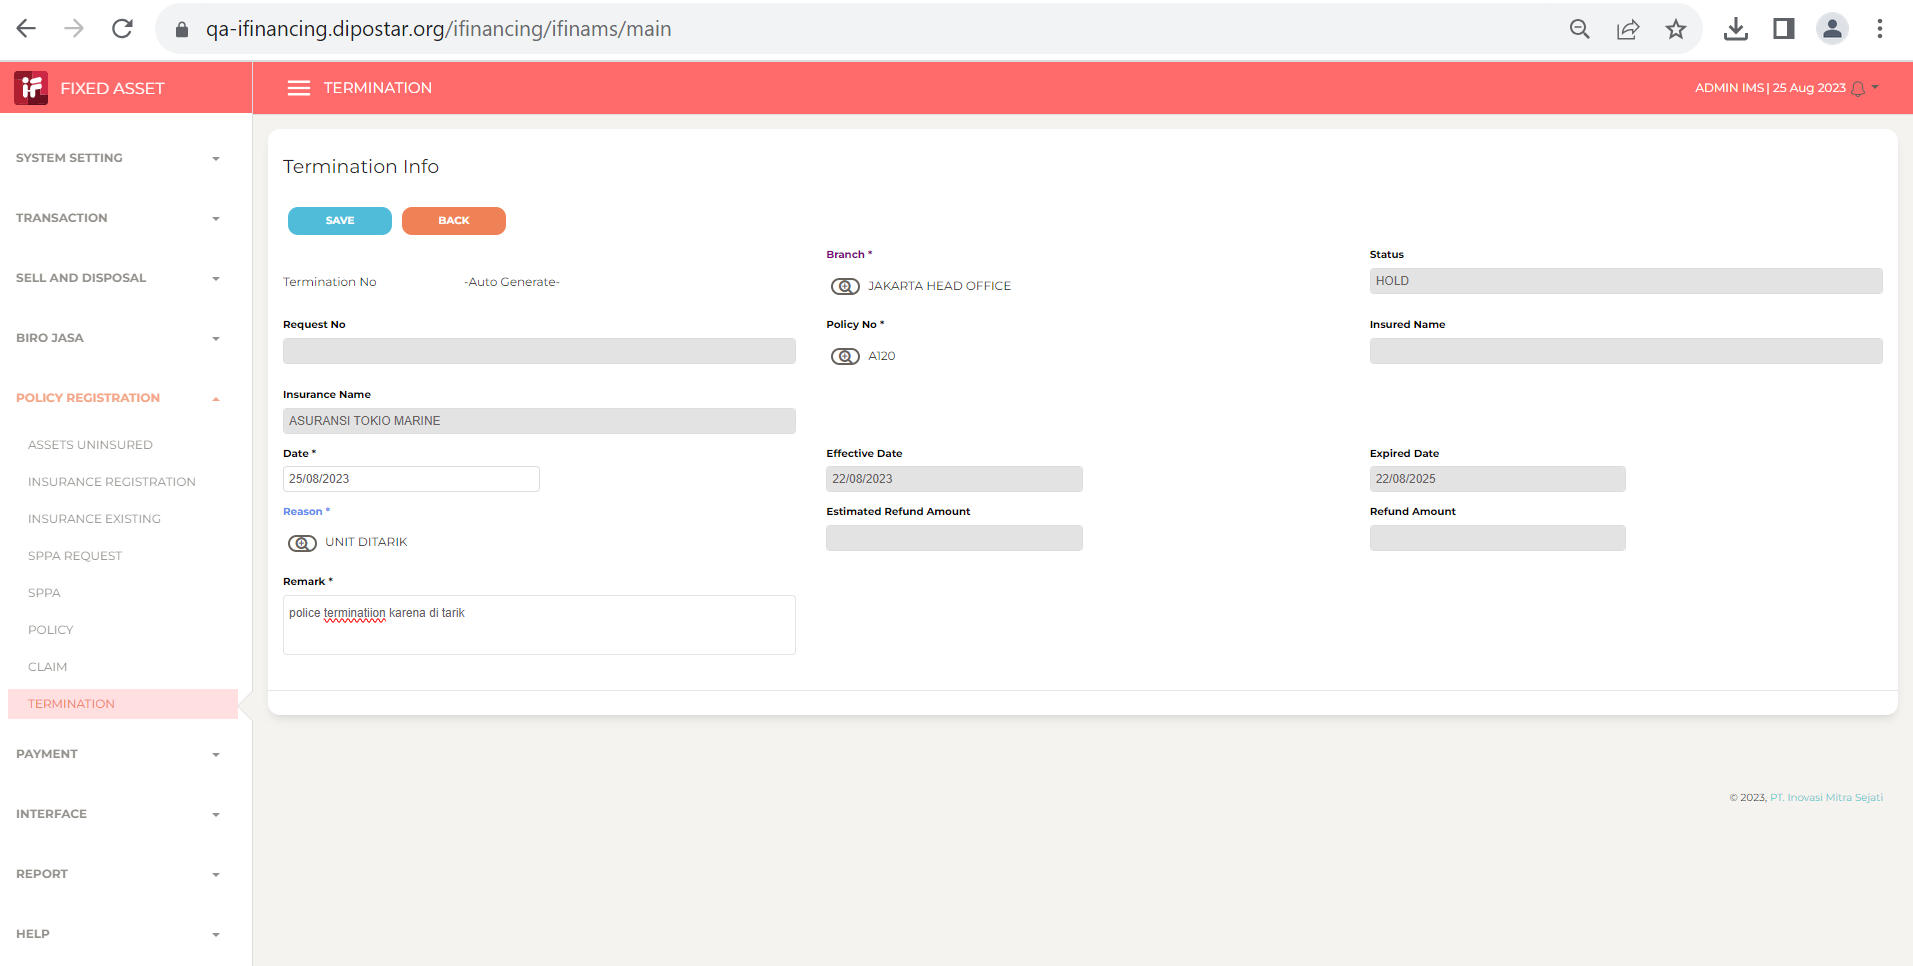 qa-ifinancing.dipostar.org/ifinancing/ifinams/main
iF FIXED ASSET
TERMINATION
ADMIN IMS | 25 Aug 2023
SYSTEM SETTING
TRANSACTION
SELL AND DISPOSAL
BIRO JASA
POLICY REGISTRATION
ASSETS UNINSURED
INSURANCE REGISTRATION
INSURANCE EXISTING
SPPA REQUEST
SPPA
POLICY
CLAIM
TERMINATION
PAYMENT
INTERFACE
REPORT
HELP
Termination Info
SAVE
BACK
Termination No -Auto Generate-
Branch *
JAKARTA HEAD OFFICE
Status
HOLD
Request No
Policy No *
A120
Insured Name
Insurance Name
ASURANSI TOKIO MARINE
Date *
25/08/2023
Effective Date
22/08/2023
Expired Date
22/08/2025
Reason *
UNIT DITARIK
Estimated Refund Amount
Refund Amount
Remark *
police terminatiion karena di tarik
© 2023, PT. Inovasi Mitra Sejati